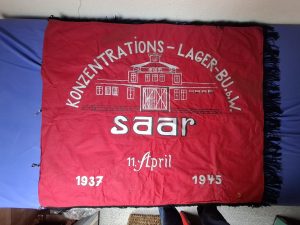 KONZENTRATIONS-LAGER-BU.W.
saar
11. April
1937 1945